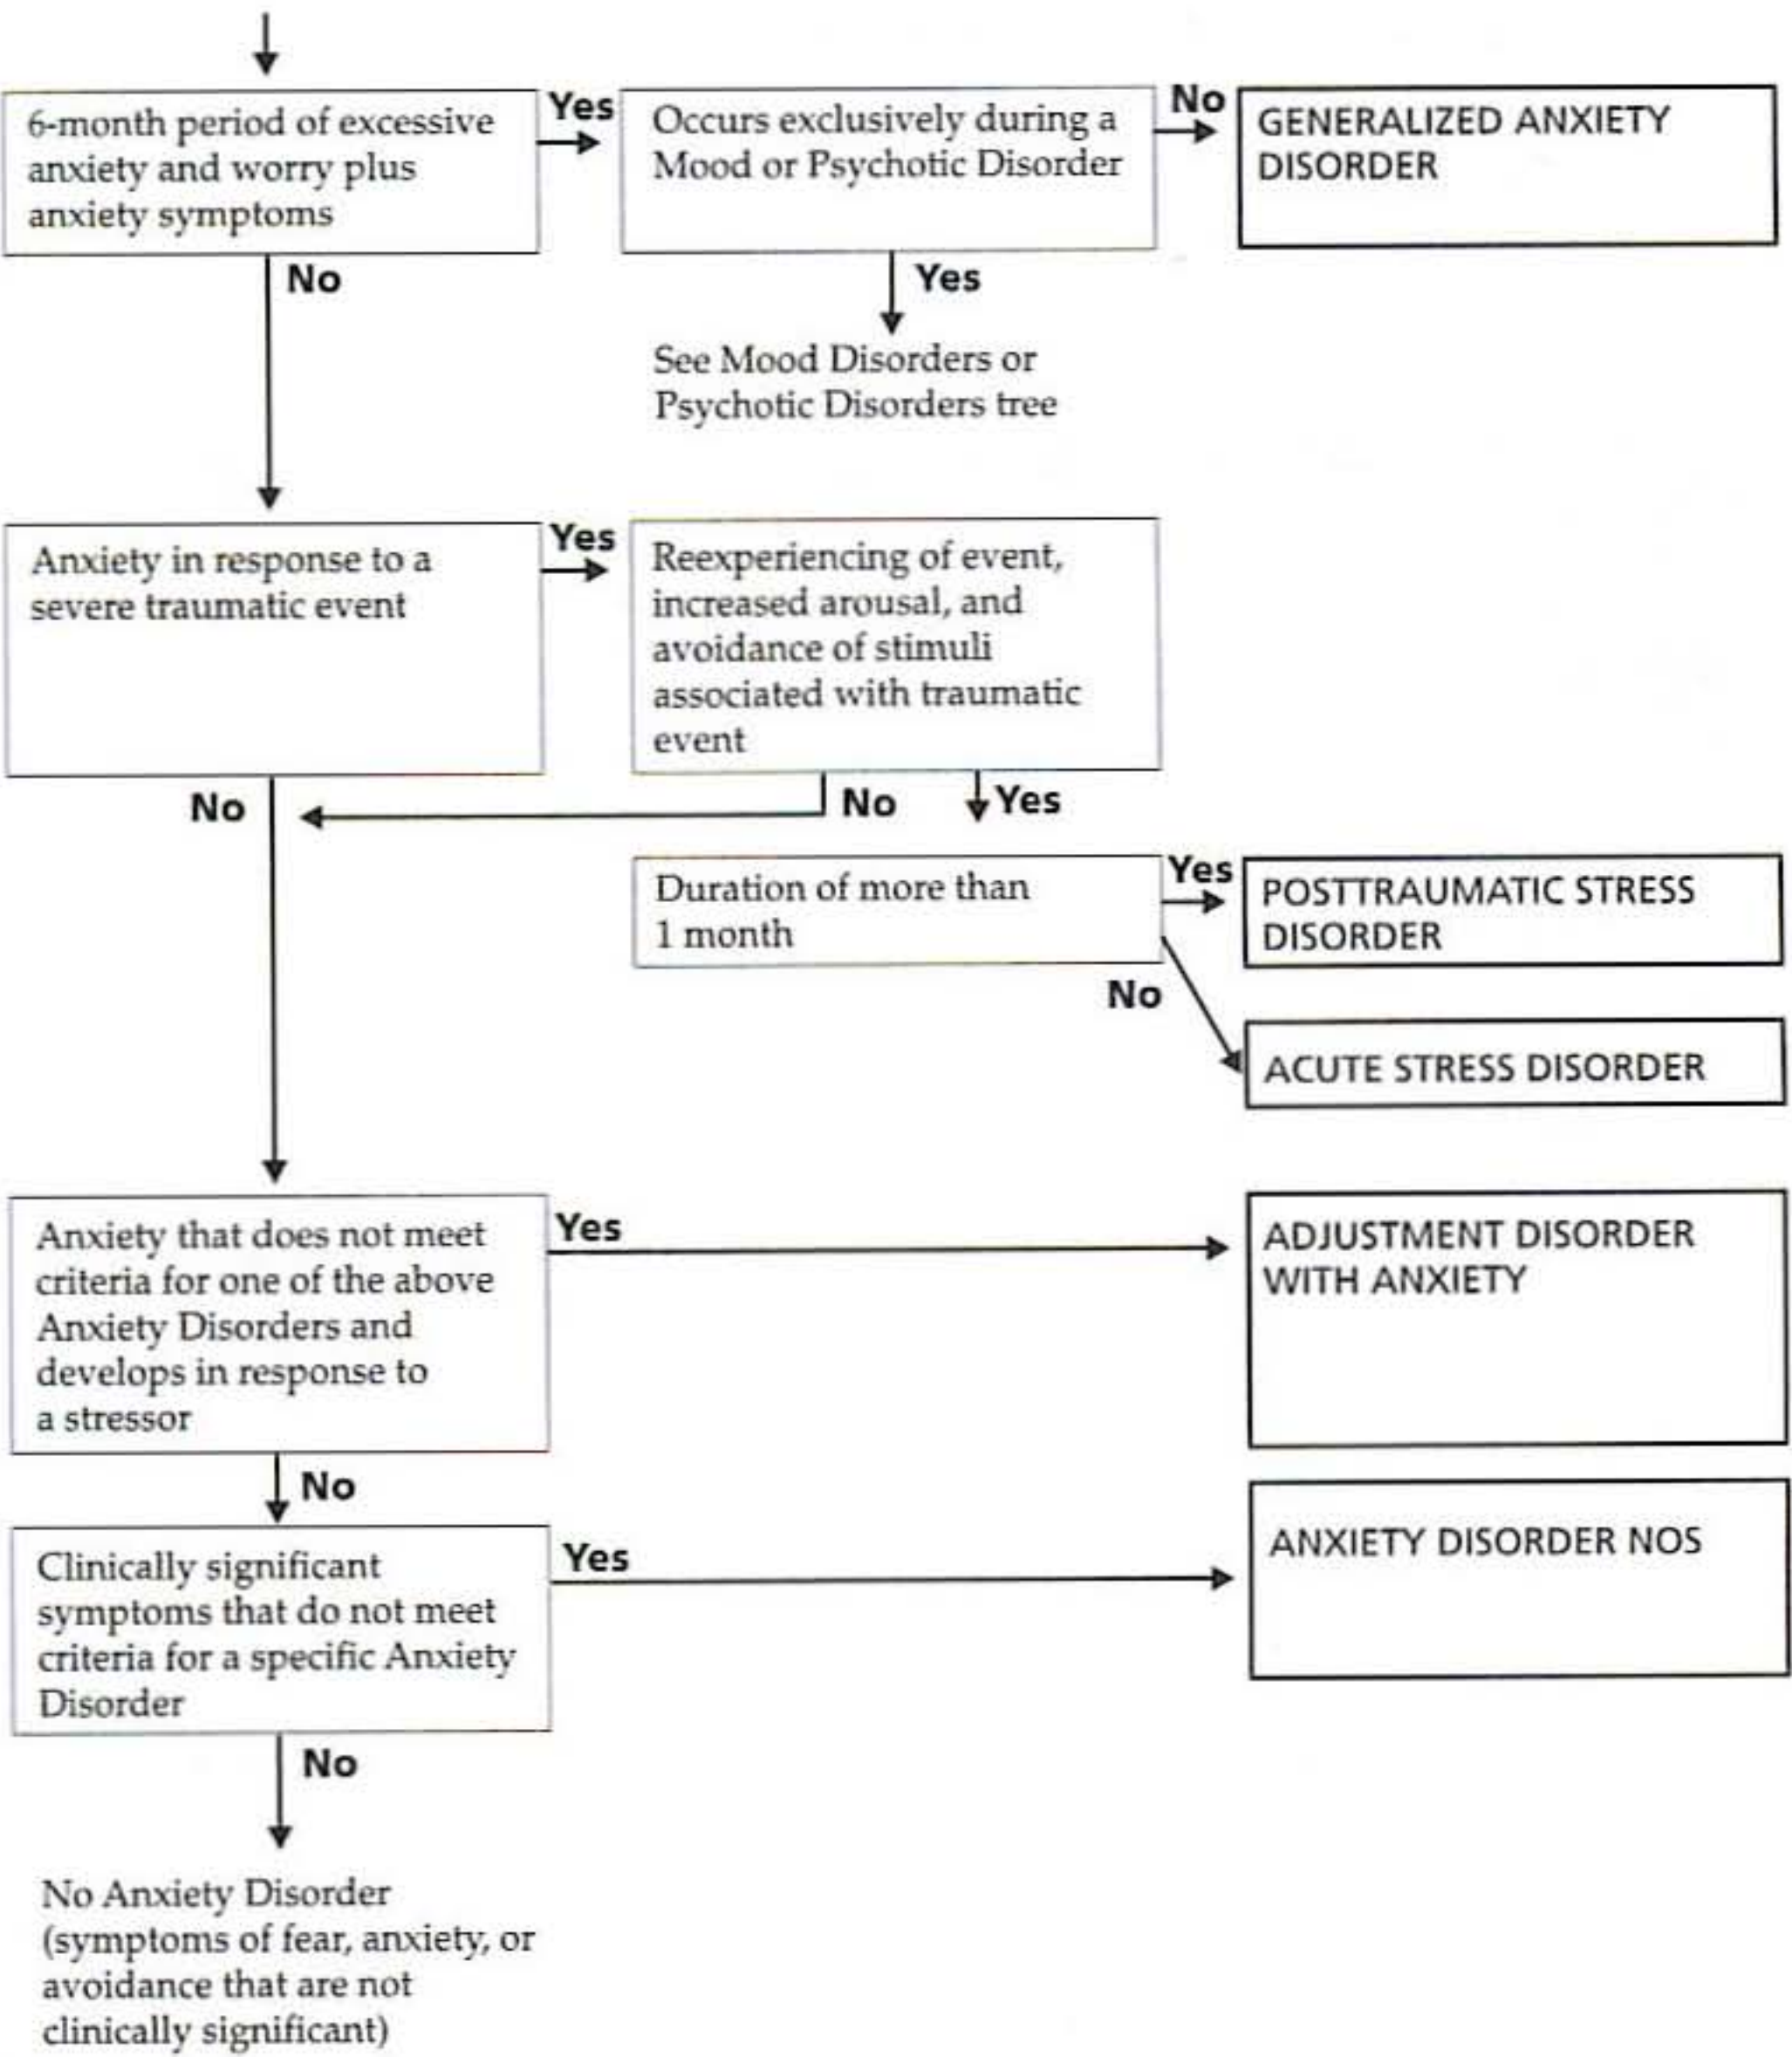 6-month period of excessive
anxiety and worry plus
anxiety symptoms
Yes
Occurs exclusively during a
Mood or Psychotic Disorder
No
GENERALIZED ANXIETY
DISORDER
No
Yes
See Mood Disorders or
Psychotic Disorders tree
Anxiety in response to a
severe traumatic event
Yes
Reexperiencing of event,
increased arousal, and
avoidance of stimuli
associated with traumatic
event
No
No
Yes
Duration of more than
1 month
Yes
POSTTRAUMATIC STRESS
DISORDER
No
ACUTE STRESS DISORDER
Anxiety that does not meet
criteria for one of the above
Anxiety Disorders and
develops in response to
a stressor
Yes
ADJUSTMENT DISORDER
WITH ANXIETY
No
Clinically significant
symptoms that do not meet
criteria for a specific Anxiety
Disorder
Yes
ANXIETY DISORDER NOS
No
No Anxiety Disorder
(symptoms of fear, anxiety, or
avoidance that are not
clinically significant)